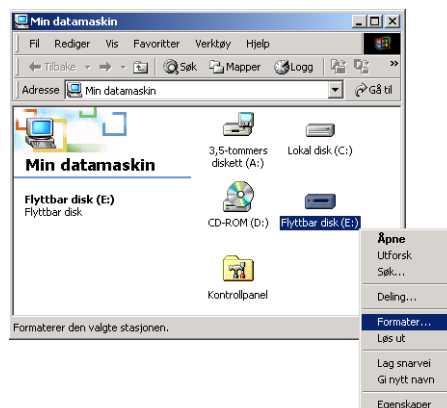 Min datamaskin
Fil Rediger Vis Favoritter Verktøy Hjelp
Tilbake Søk Mapper Logg »
Adresse Min datamaskin Gå til
Min datamaskin
Flyttbar disk (E:)
Flyttbar disk
3,5-tommers
diskett (A:)
Lokal disk (C:)
CD-ROM (D:)
Flyttbar disk (E:)
Kontrollpanel
Formaterer den valgte stasjonen.
Åpne
Utforsk
Søk...
Deling...
Formater...
Løs ut
Lag snarvei
Gi nytt navn
Egenskaper